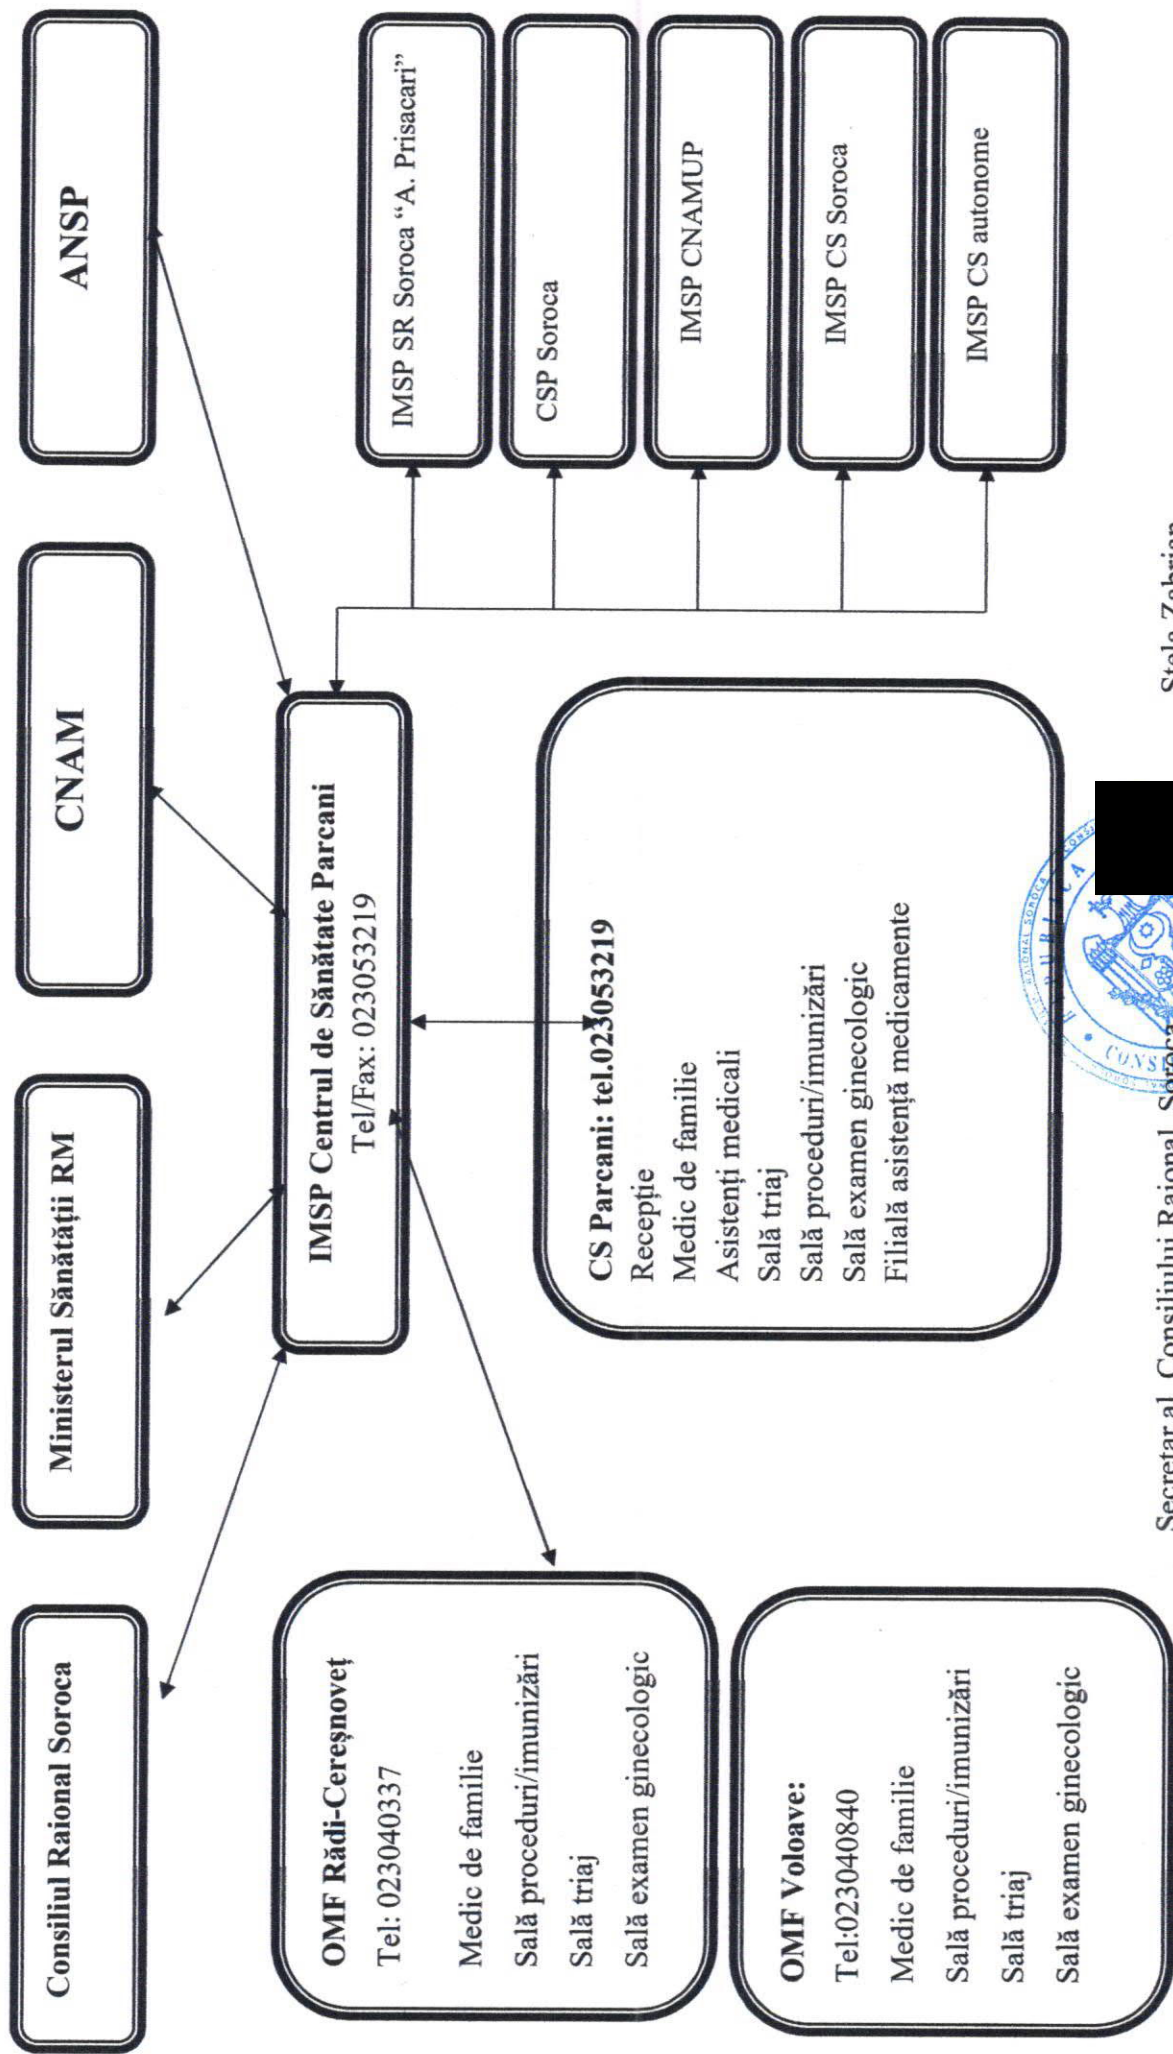 Consiliul Raional Soroca
Ministerul Sănătății RM
CNAM
ANSP
IMSP Centrul de Sănătate Parcani
Tel/Fax: 023053219
OMF Rădi-Cereșnoveț
Tel: 023040337
Medic de familie
Sală proceduri/imunizări
Sală triaj
Sală examen ginecologic
OMF Voloave:
Tel:023040840
Medic de familie
Sală proceduri/imunizări
Sală triaj
Sală examen ginecologic
CS Parcani: tel.023053219
Recepție
Medic de familie
Asistenți medicali
Sală triaj
Sală proceduri/imunizări
Sală examen ginecologic
Filială asistență medicamente
IMSP SR Soroca “A. Prisacari”
CSP Soroca
IMSP CNAMUP
IMSP CS Soroca
IMSP CS autonome
Secretar al Consiliului Raional Soroca
Stela Zabrian